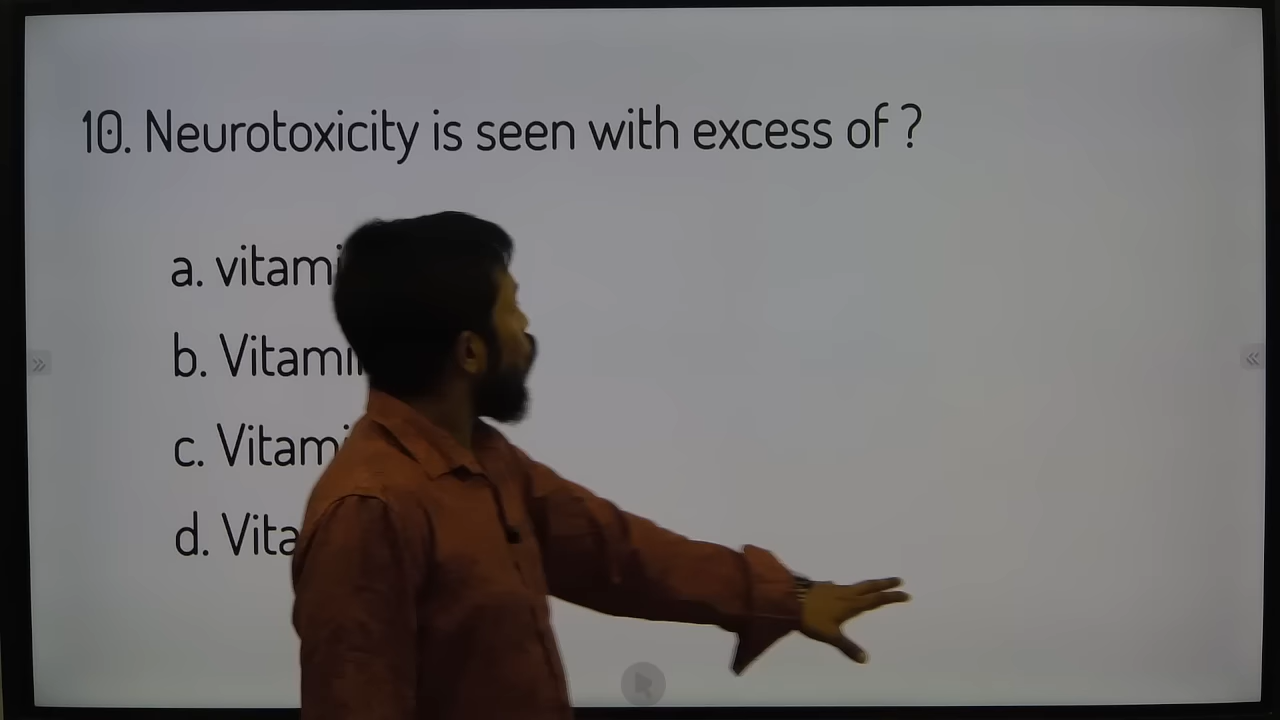 10. Neurotoxicity is seen with excess of ?
a. vitami
b. Vitami
c. Vitami
d. Vita